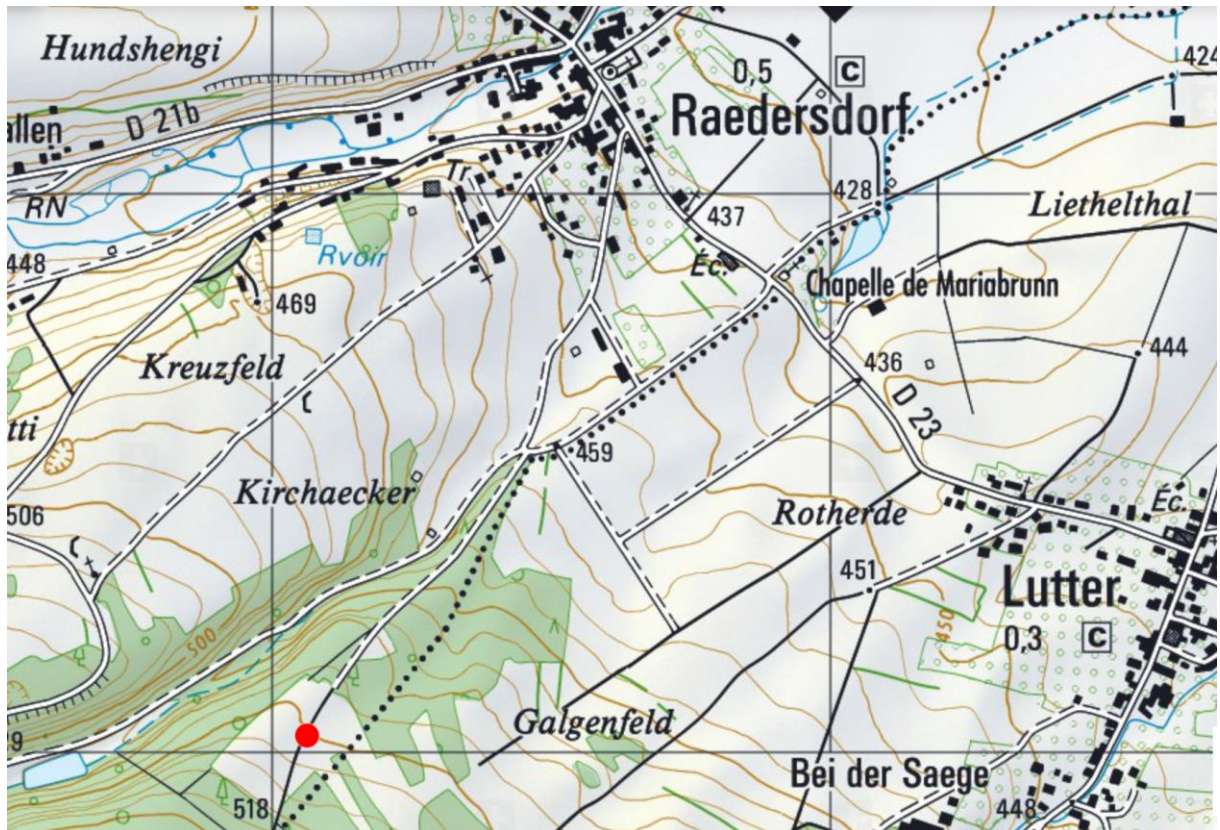 Hundshengi
D 21b
allen
0,5
C
Raedersdorf
424
RN
Tr.
428
Liethelthal
437
Rvoir
Éc.
448
469
Chapelle de Mariabrunn
Kreuzfeld
436
444
D 23
tti
459
Kirchaecker
506
Rotherde
Éc.
451
Lutter
450
0,3
C
500
Galgenfeld
9
Bei der Saege
518
448